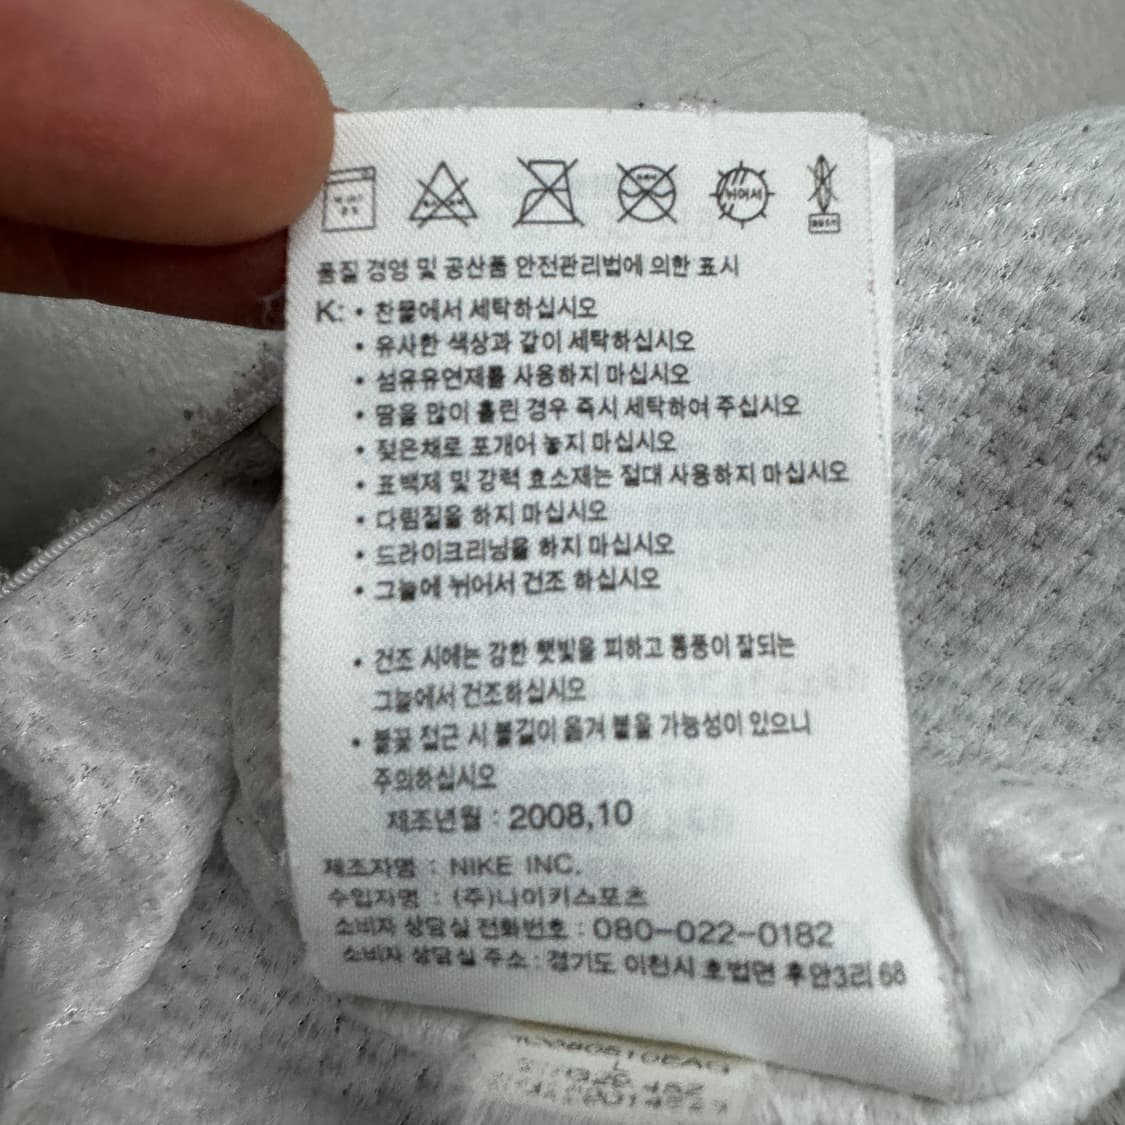 뉘어서
품질 경영 및 공산품 안전관리법에 의한 표시
K: • 찬물에서 세탁하십시오
• 유사한 색상과 같이 세탁하십시오
• 섬유유연제를 사용하지 마십시오
• 땀을 많이 흘린 경우 즉시 세탁하여 주십시오
• 젖은채로 포개어 놓지 마십시오
• 표백제 및 강력 효소제는 절대 사용하지 마십시오
• 다림질을 하지 마십시오
• 드라이크리닝을 하지 마십시오
• 그늘에 뉘어서 건조 하십시오
• 건조 시에는 강한 햇빛을 피하고 통풍이 잘되는
그늘에서 건조하십시오
• 불꽃 접근 시 불길이 옮겨 붙을 가능성이 있으니
주의하십시오
제조년월 : 2008,10
제조자명 : NIKE INC.
수입자명 : (주)나이키스포츠
소비자 상담실 전화번호 : 080-022-0182
소비자 상담실 주소 : 경기도 이천시 호법면 후안3리 68